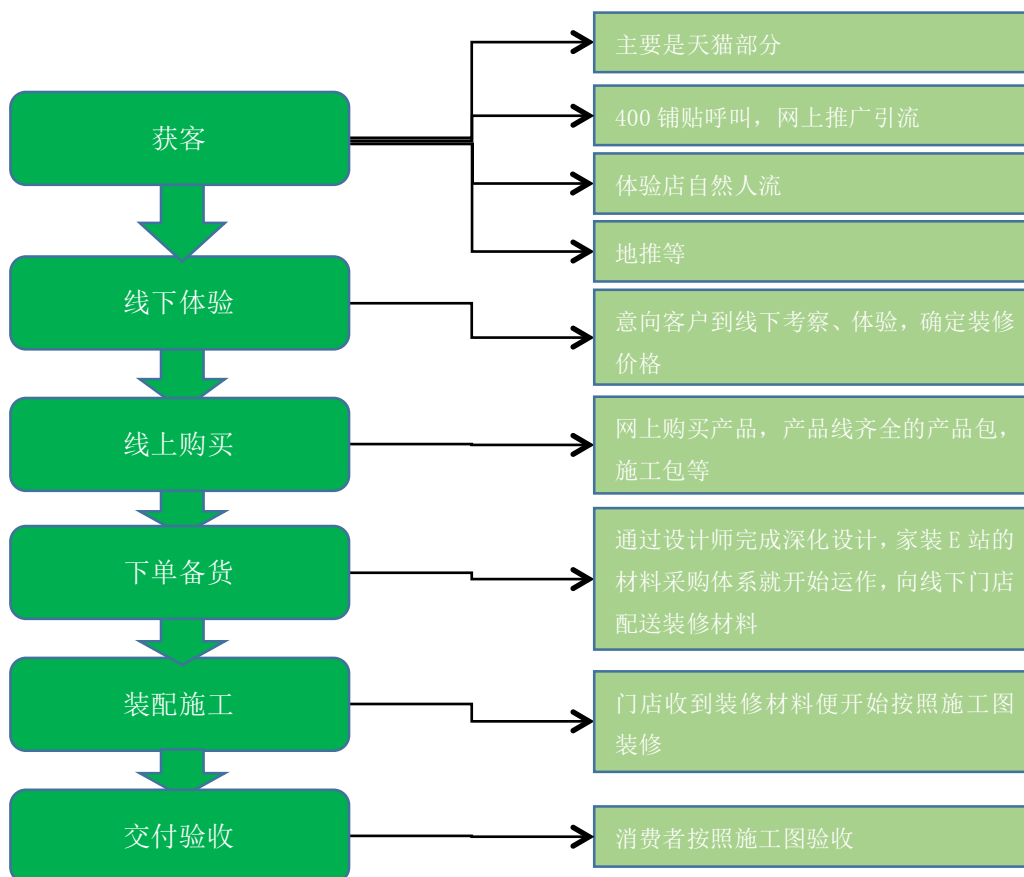 获客
主要是天猫部分
400 铺贴呼叫，网上推广引流
体验店自然人流
地推等
线下体验
意向客户到线下考察、体验，确定装修
价格
线上购买
网上购买产品，产品线齐全的产品包，
施工包等
下单备货
通过设计师完成深化设计，家装 E 站的
材料采购体系就开始运作，向线下门店
配送装修材料
装配施工
门店收到装修材料便开始按照施工图
装修
交付验收
消费者按照施工图验收